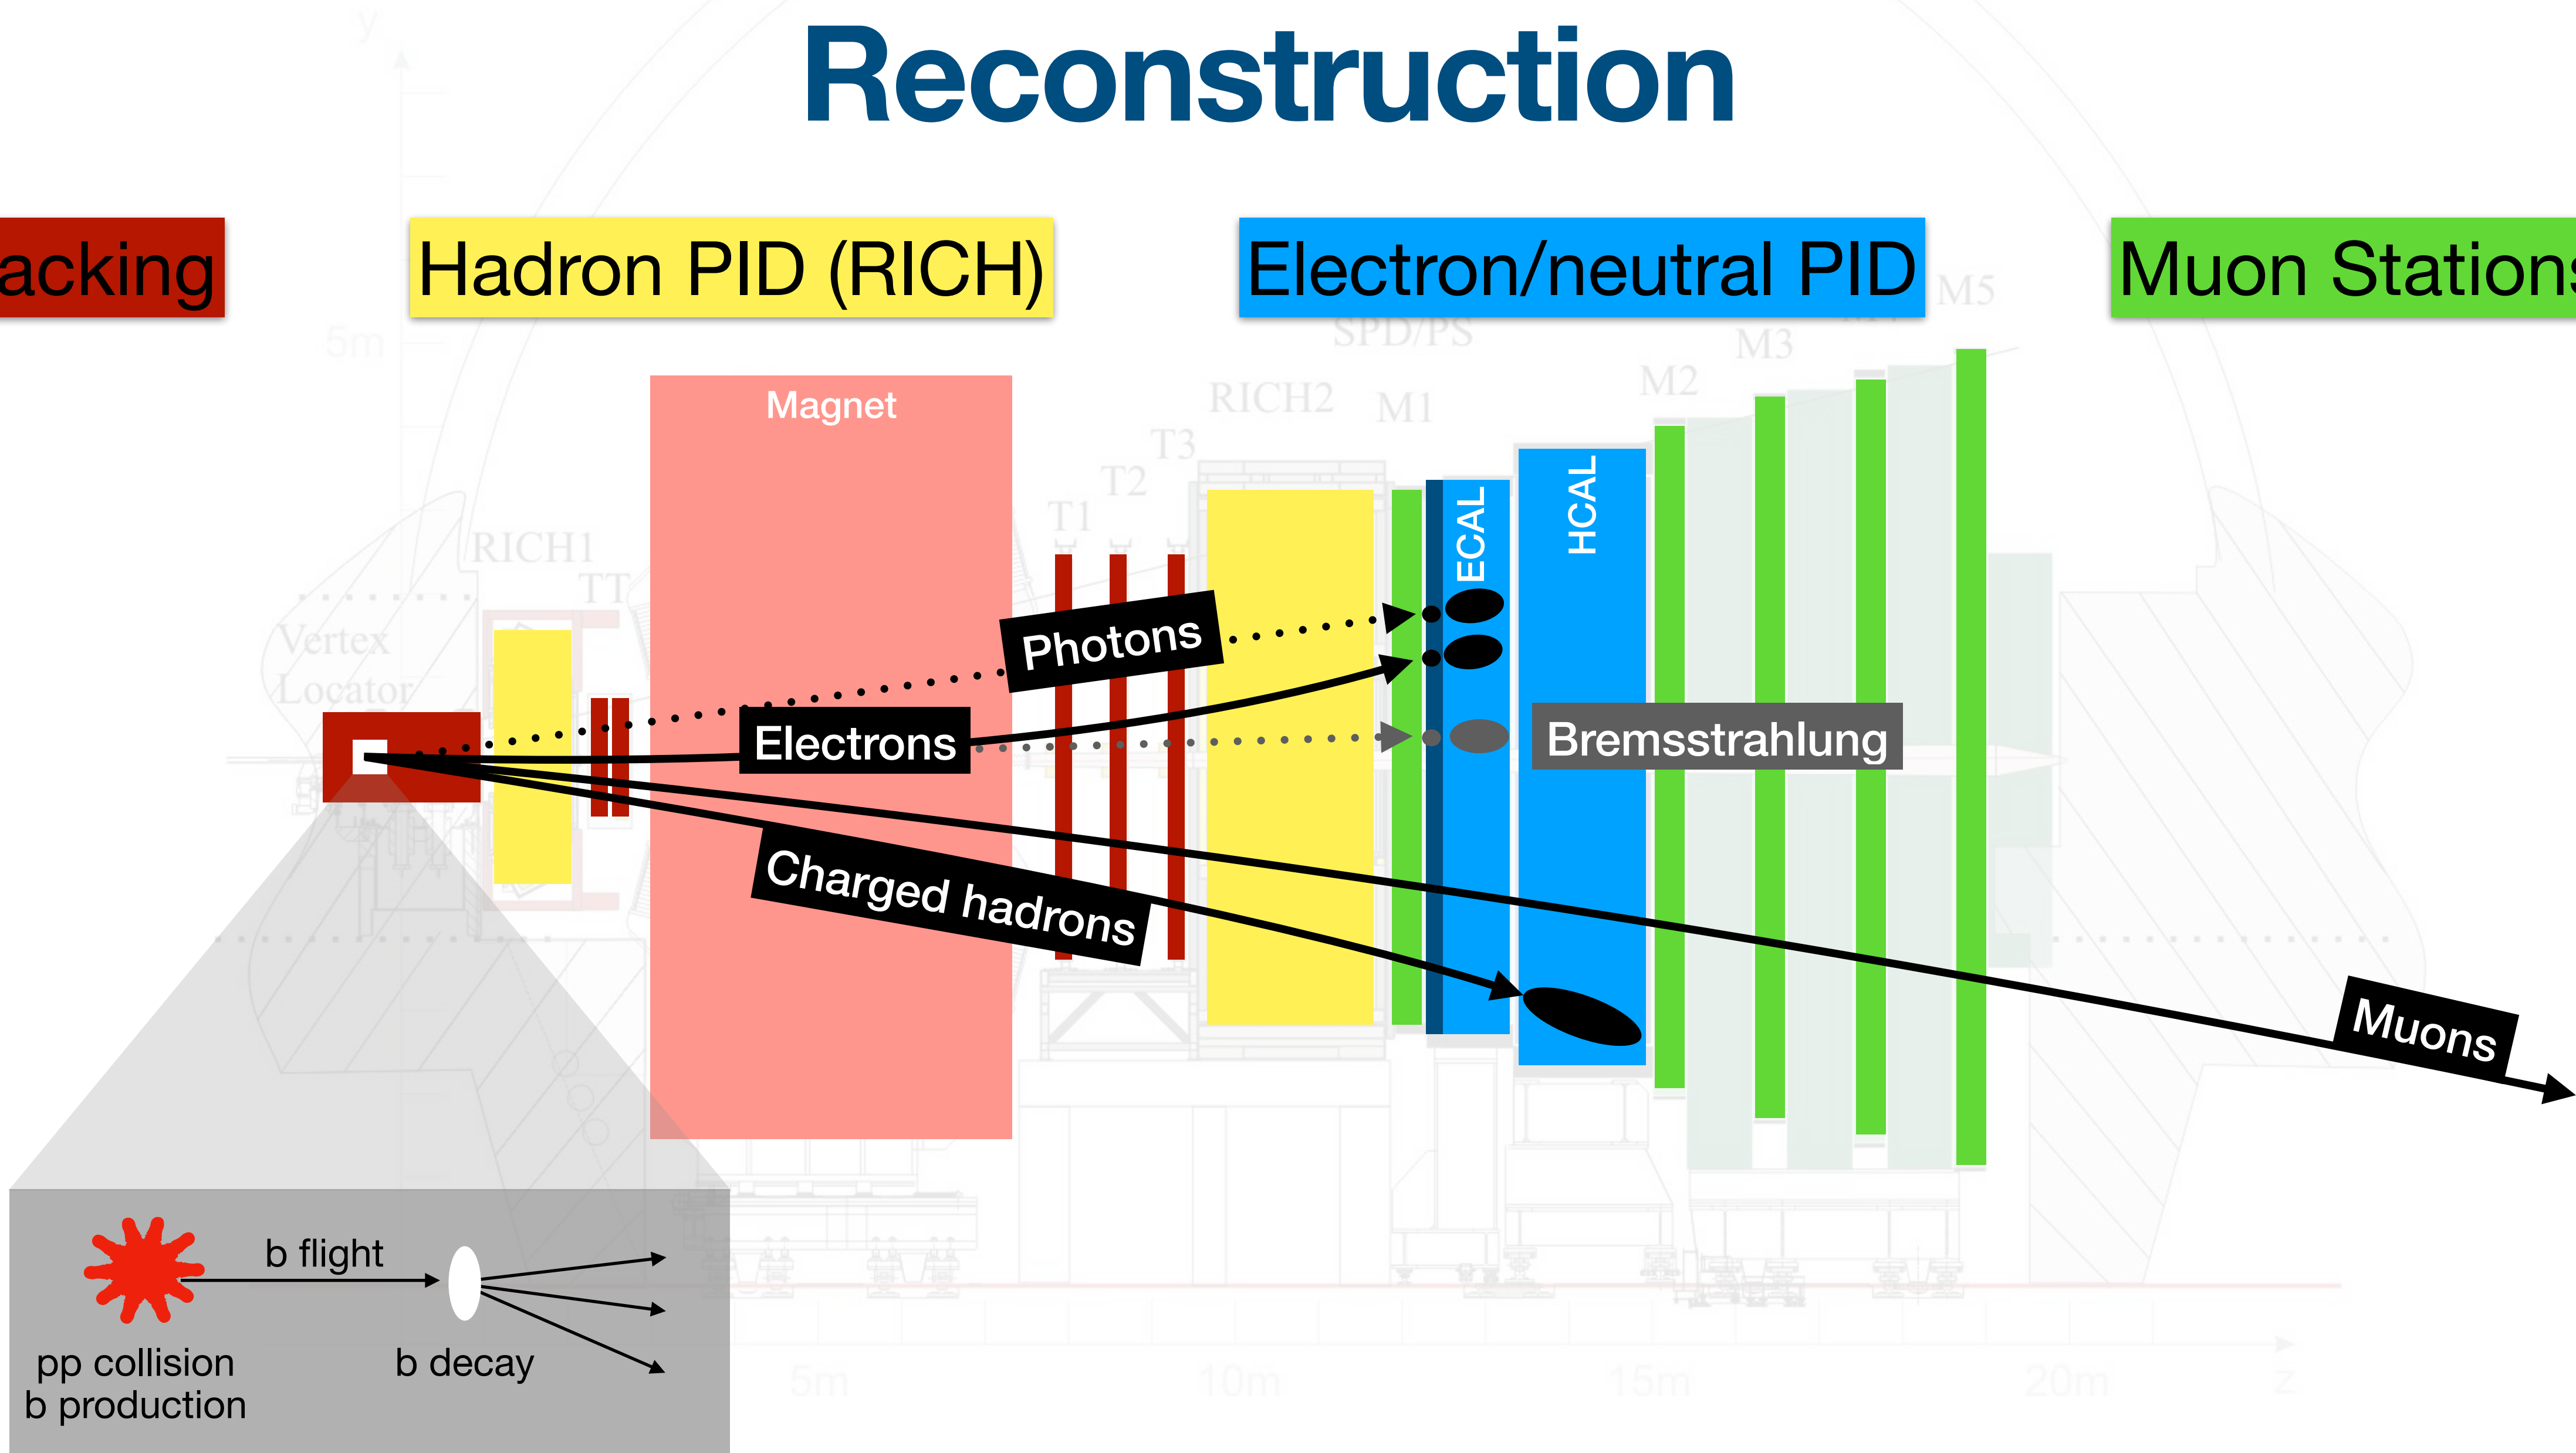 Reconstruction
acking
Hadron PID (RICH)
Electron/neutral PID
Muon Stations
y
5m
M5
M3
SPD/PS
M2
RICH2
M1
Magnet
T3
T2
T1
ECAL
HCAL
RICH1
TT
Vertex
Locator
Photons
Electrons
Bremsstrahlung
Charged hadrons
Muons
b flight
pp collision
b production
b decay
5m
10m
15m
20m
z